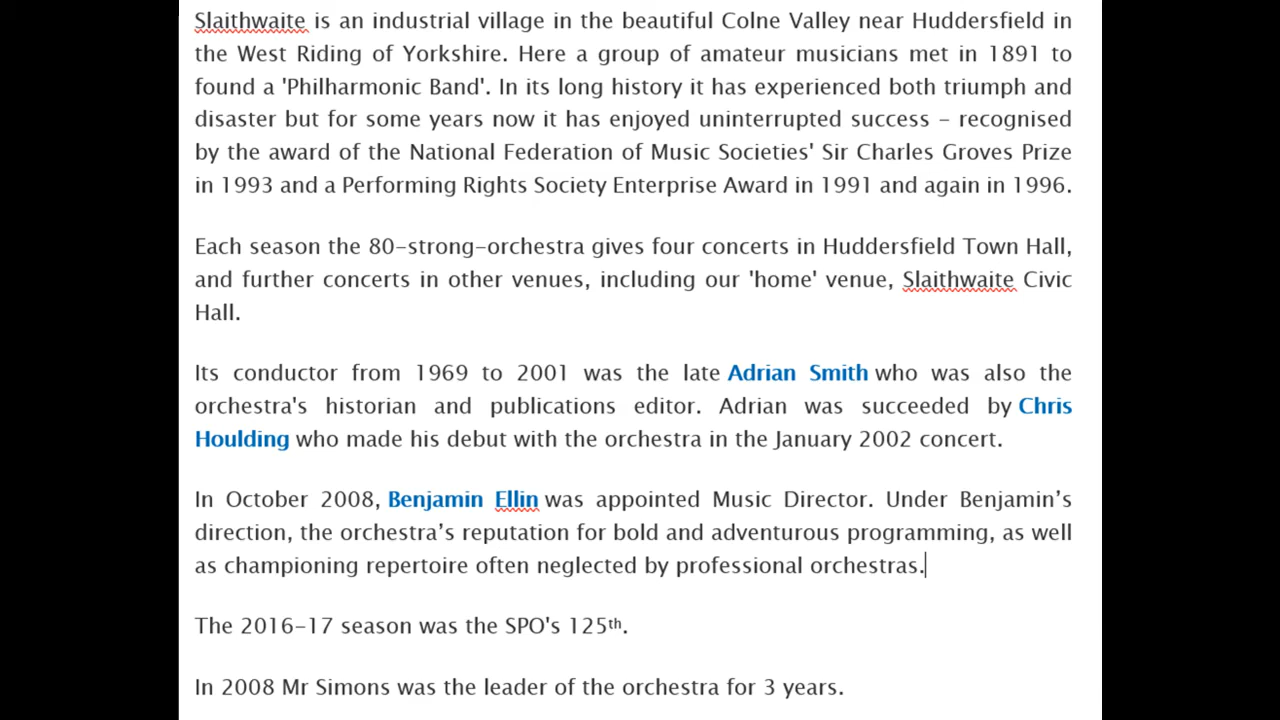 Slaithwaite is an industrial village in the beautiful Colne Valley near Huddersfield in
the West Riding of Yorkshire. Here a group of amateur musicians met in 1891 to
found a 'Philharmonic Band'. In its long history it has experienced both triumph and
disaster but for some years now it has enjoyed uninterrupted success – recognised
by the award of the National Federation of Music Societies' Sir Charles Groves Prize
in 1993 and a Performing Rights Society Enterprise Award in 1991 and again in 1996.
Each season the 80-strong-orchestra gives four concerts in Huddersfield Town Hall,
and further concerts in other venues, including our 'home' venue, Slaithwaite Civic
Hall.
Its conductor from 1969 to 2001 was the late Adrian Smith who was also the
orchestra's historian and publications editor. Adrian was succeeded by Chris
Houlding who made his debut with the orchestra in the January 2002 concert.
In October 2008, Benjamin Ellin was appointed Music Director. Under Benjamin’s
direction, the orchestra’s reputation for bold and adventurous programming, as well
as championing repertoire often neglected by professional orchestras.
The 2016-17 season was the SPO's 125th.
In 2008 Mr Simons was the leader of the orchestra for 3 years.